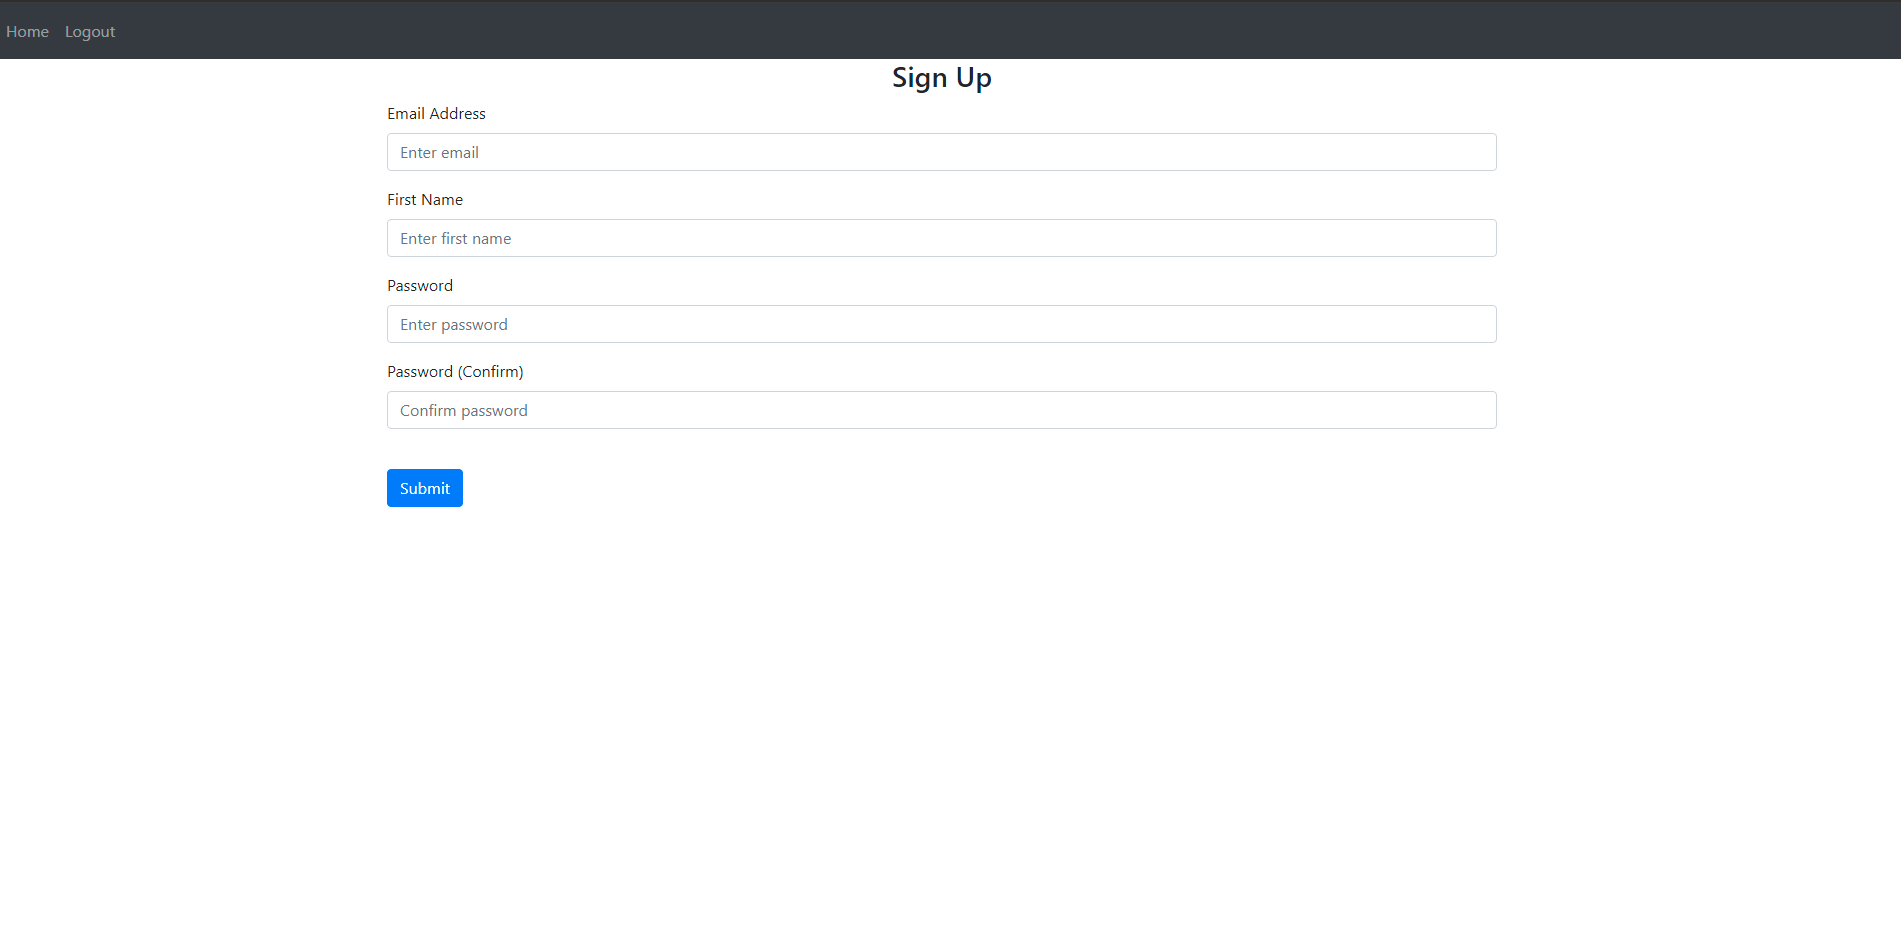 Home Logout
Sign Up
Email Address
Enter email
First Name
Enter first name
Password
Enter password
Password (Confirm)
Confirm password
Submit